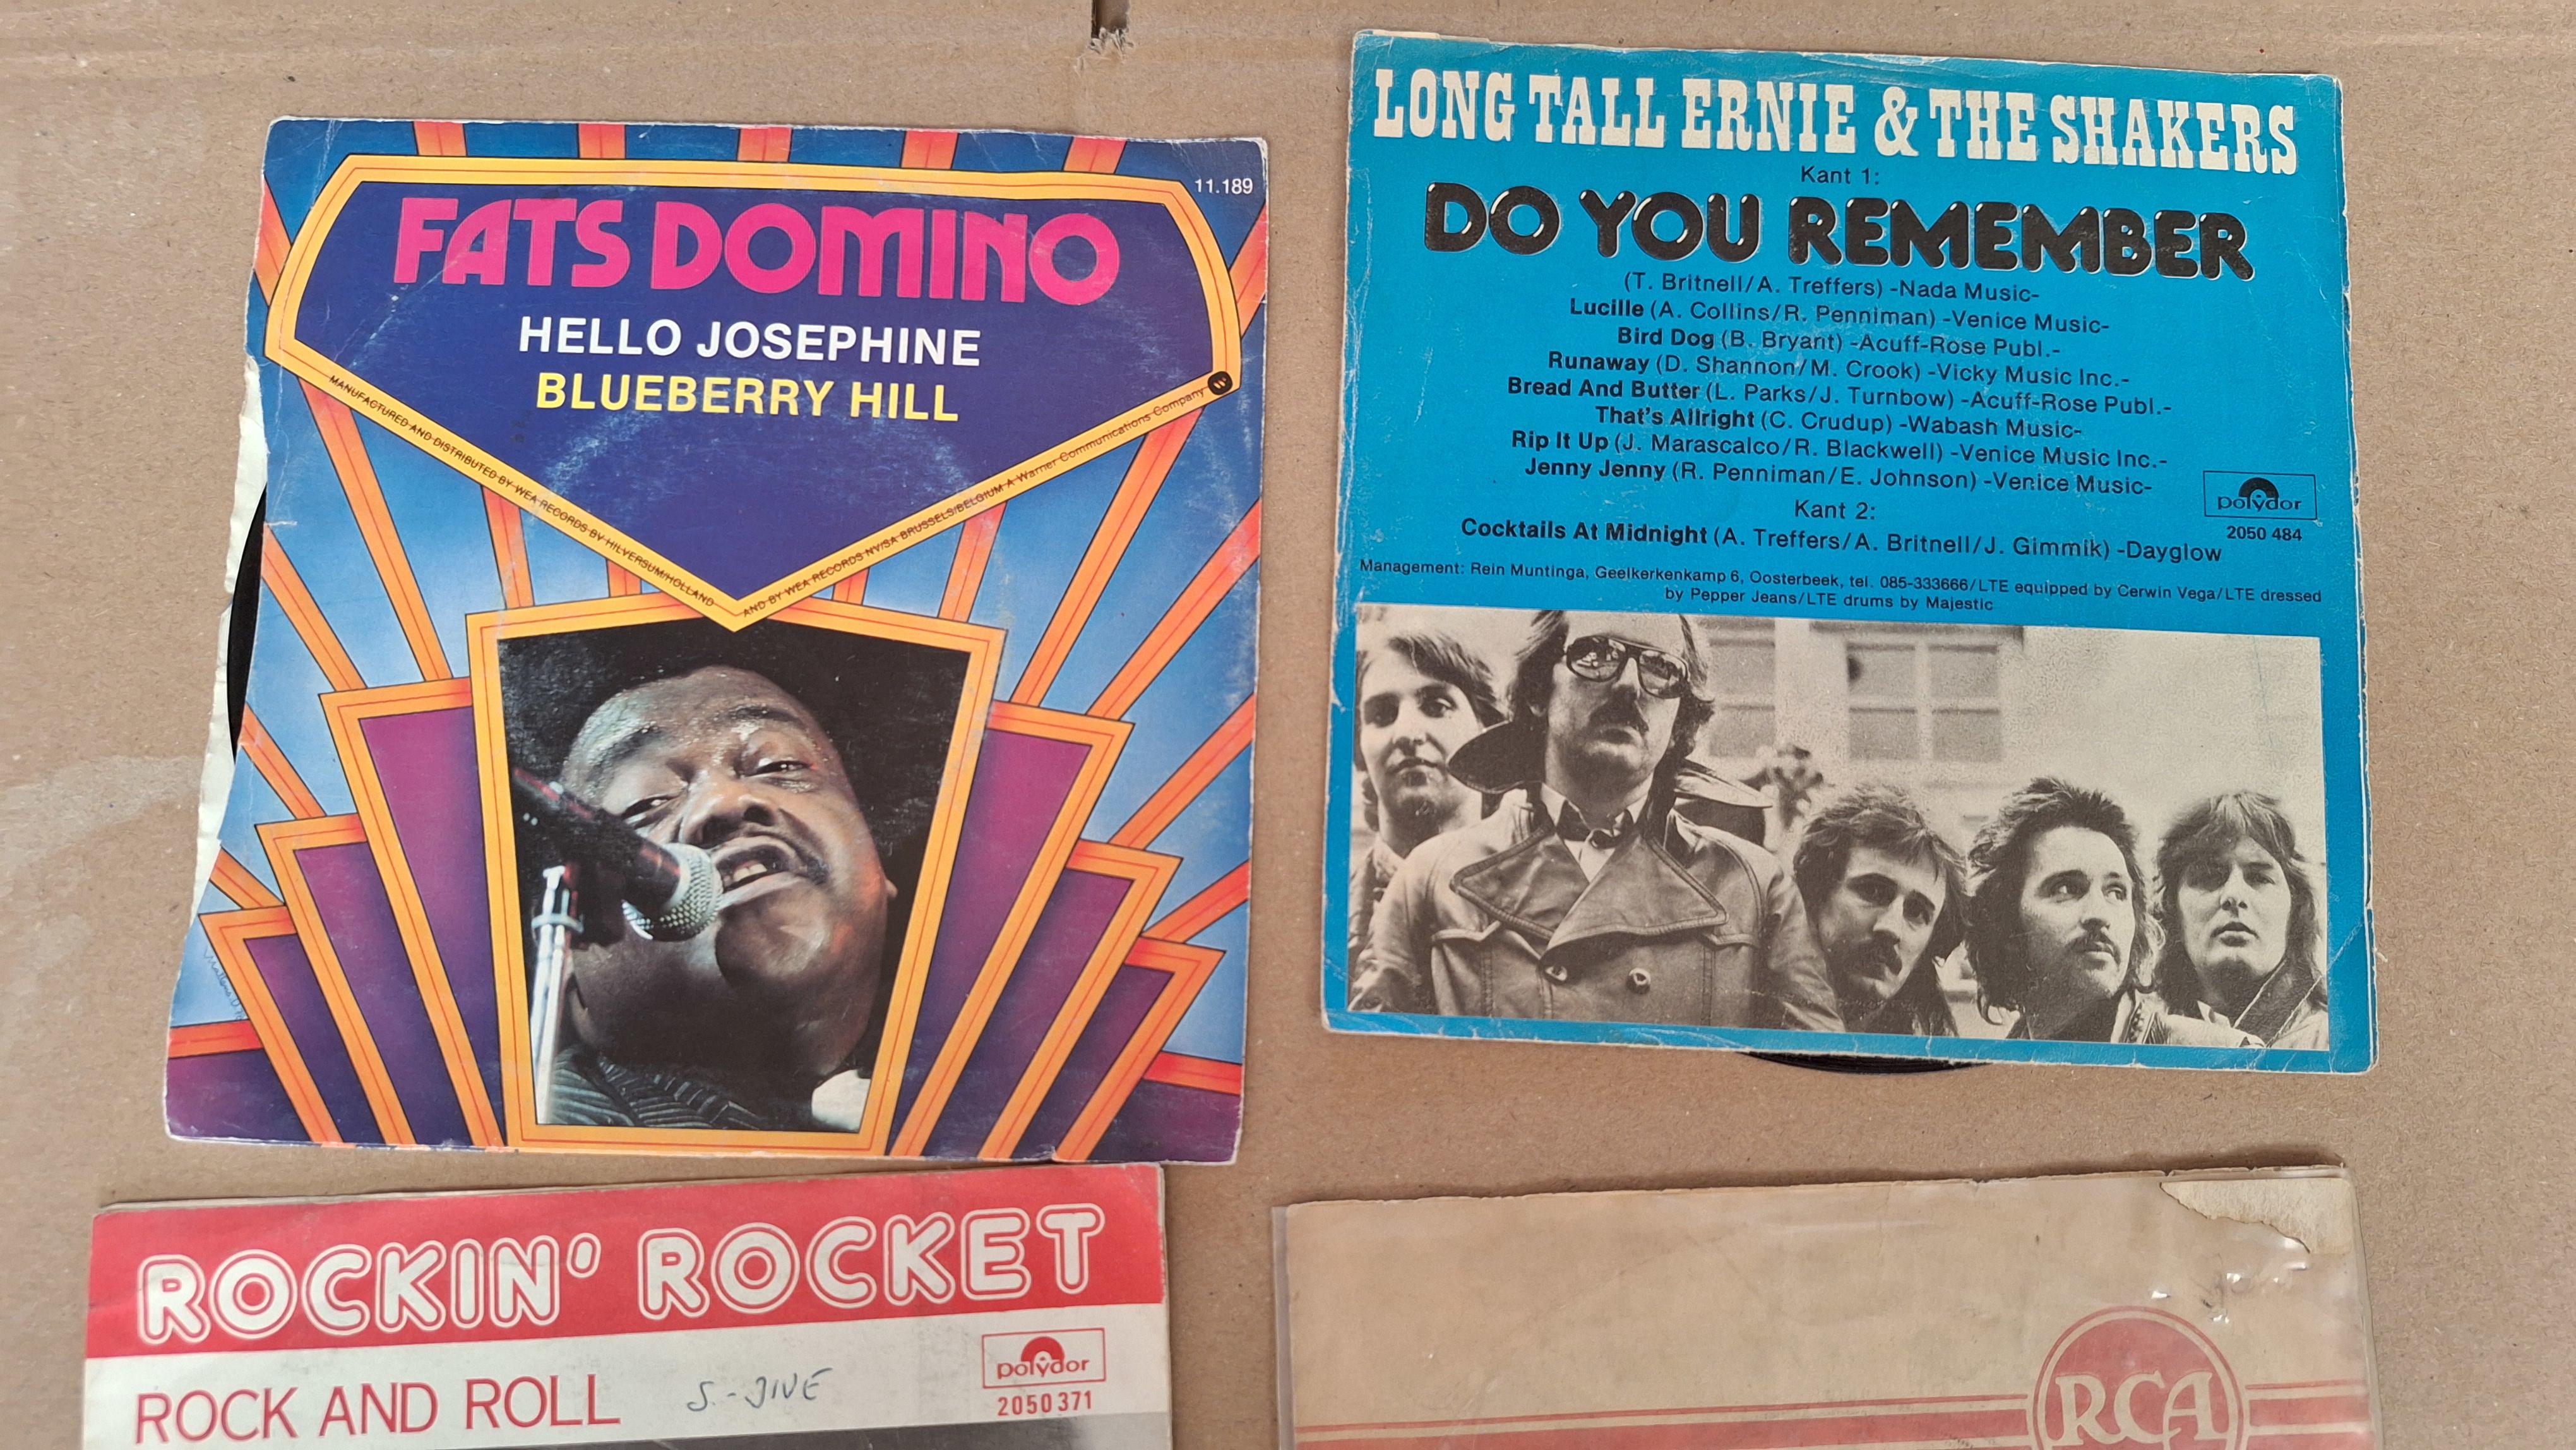 11.189
FATS DOMINO
HELLO JOSEPHINE
BLUEBERRY HILL
MANUFACTURED AND DISTRIBUTED BY WEA RECORDS BV HILVERSUM/HOLLAND
AND BY WEA RECORDS NV/SA BRUSSELS/BELGIUM A Warner Communications Company
LONG TALL ERNIE & THE SHAKERS
Kant 1:
DO YOU REMEMBER
(T. Britnell/A. Treffers) -Nada Music-
Lucille (A. Collins/R. Penniman) -Venice Music-
Bird Dog (B. Bryant) -Acuff-Rose Publ.-
Runaway (D. Shannon/M. Crook) -Vicky Music Inc.-
Bread And Butter (L. Parks/J. Turnbow) -Acuff-Rose Publ.-
That's Allright (C. Crudup) -Wabash Music-
Rip It Up (J. Marascalco/R. Blackwell) -Venice Music Inc.-
Jenny Jenny (R. Penniman/E. Johnson) -Venice Music-
polydor
2050 484
Kant 2:
Cocktails At Midnight (A. Treffers/A. Britnell/J. Gimmik) -Dayglow
Management: Rein Muntinga, Geelkerkenkamp 6, Oosterbeek, tel. 085-333666/LTE equipped by Cerwin Vega/LTE dressed
by Pepper Jeans/LTE drums by Majestic
ROCKIN' ROCKET
ROCK AND ROLL
S.-JIVE
polydor
2050 371
RCA